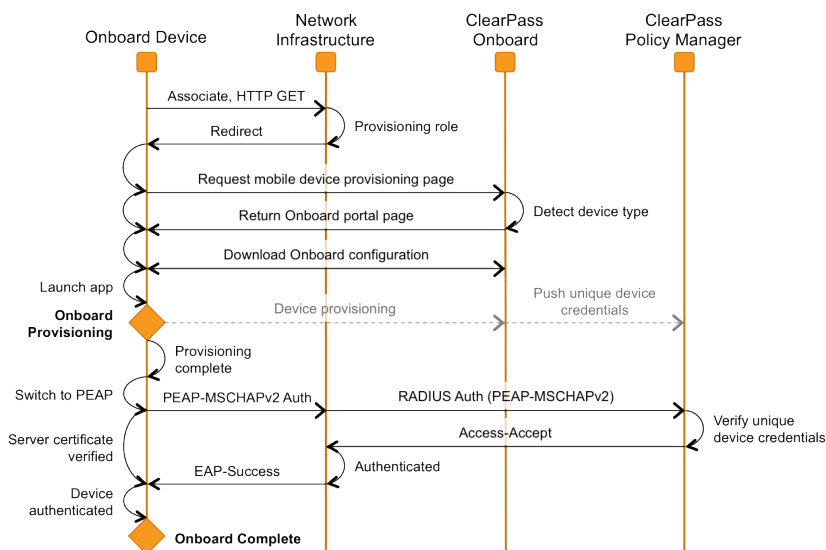 Onboard Device
Network
Infrastructure
ClearPass
Onboard
ClearPass
Policy Manager
Associate, HTTP GET
Provisioning role
Redirect
Request mobile device provisioning page
Return Onboard portal page
Detect device type
Download Onboard configuration
Launch app
Onboard
Provisioning
Device provisioning
Push unique device
credentials
Provisioning
complete
Switch to PEAP
PEAP-MSCHAPv2 Auth
RADIUS Auth (PEAP-MSCHAPv2)
Verify unique
device credentials
Server certificate
verified
Access-Accept
Authenticated
EAP-Success
Device
authenticated
Onboard Complete